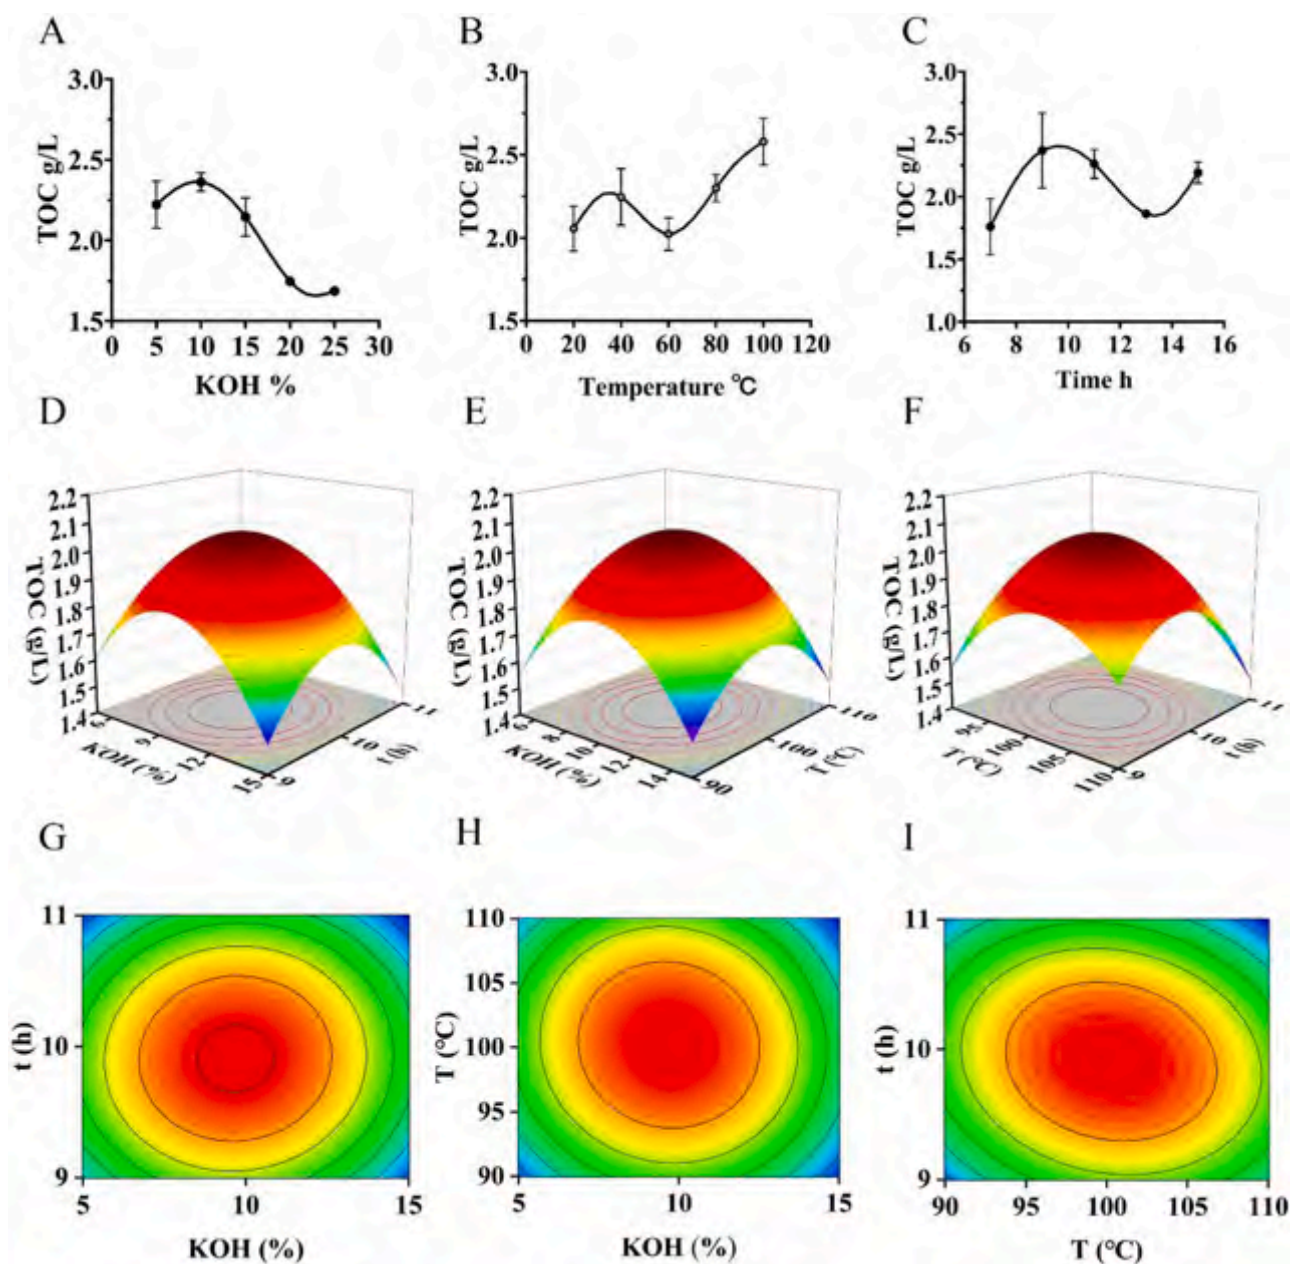 A
B
C
3.0
2.5
2.0
1.5
TOC g/L
0 5 10 15 20 25 30
KOH %
3.0
2.5
2.0
1.5
TOC g/L
0 20 40 60 80 100 120
Temperature ℃
3.0
2.5
2.0
1.5
1.0
TOC g/L
6 8 10 12 14 16
Time h
D
E
F
2.2
2.1
2.0
1.9
1.8
1.7
1.6
1.5
1.4
TOC (g/L)
6 9 12 15
KOH (%)
9 10 11
t (h)
2.2
2.1
2.0
1.9
1.8
1.7
1.6
1.5
1.4
TOC (g/L)
6 8 10 12 14
KOH (%)
90 100 110
T (℃)
2.2
2.1
2.0
1.9
1.8
1.7
1.6
1.5
1.4
TOC (g/L)
95 100 105 110
T (℃)
9 10 11
t (h)
G
H
I
11
10
9
t (h)
5 10 15
KOH (%)
110
105
100
95
90
T (℃)
5 10 15
KOH (%)
11
10
9
t (h)
90 95 100 105 110
T (℃)